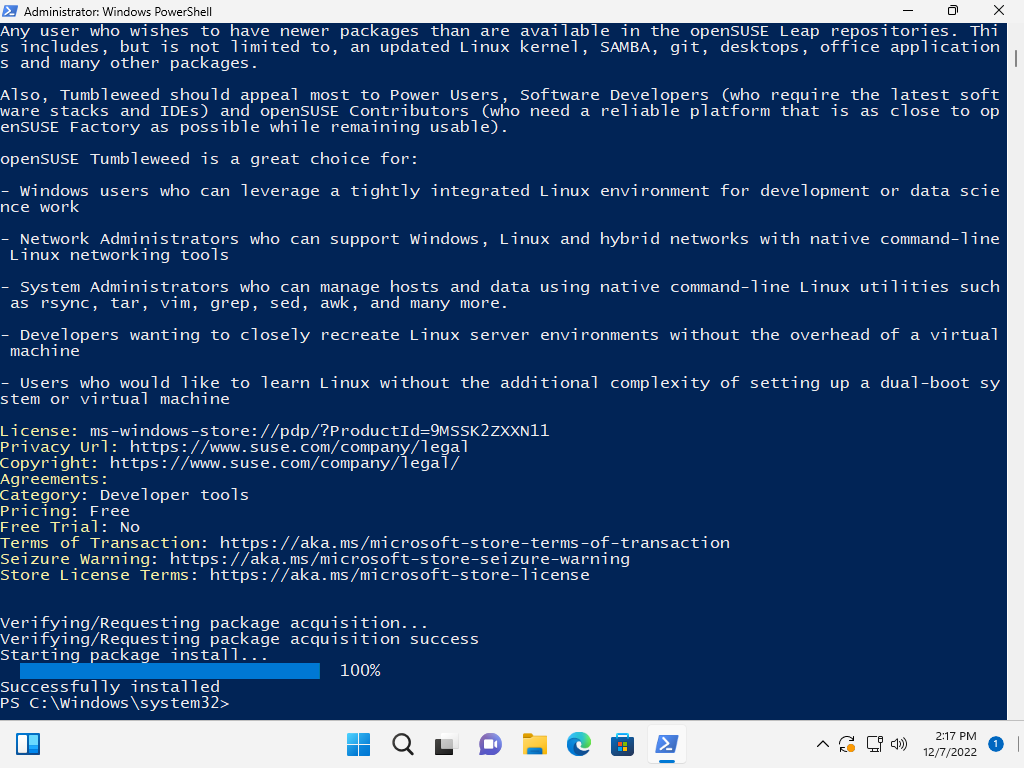 Administrator: Windows PowerShell
Any user who wishes to have newer packages than are available in the openSUSE Leap repositories. Thi
s includes, but is not limited to, an updated Linux kernel, SAMBA, git, desktops, office application
s and many other packages.
Also, Tumbleweed should appeal most to Power Users, Software Developers (who require the latest soft
ware stacks and IDEs) and openSUSE Contributors (who need a reliable platform that is as close to op
enSUSE Factory as possible while remaining usable).
openSUSE Tumbleweed is a great choice for:
- Windows users who can leverage a tightly integrated Linux environment for development or data scie
nce work
- Network Administrators who can support Windows, Linux and hybrid networks with native command-line
Linux networking tools
- System Administrators who can manage hosts and data using native command-line Linux utilities such
as rsync, tar, vim, grep, sed, awk, and many more.
- Developers wanting to closely recreate Linux server environments without the overhead of a virtual
machine
- Users who would like to learn Linux without the additional complexity of setting up a dual-boot sy
stem or virtual machine
License: ms-windows-store://pdp/?ProductId=9MSSK2ZXXN11
Privacy Url: https://www.suse.com/company/legal
Copyright: https://www.suse.com/company/legal/
Agreements:
Category: Developer tools
Pricing: Free
Free Trial: No
Terms of Transaction: https://aka.ms/microsoft-store-terms-of-transaction
Seizure Warning: https://aka.ms/microsoft-store-seizure-warning
Store License Terms: https://aka.ms/microsoft-store-license
Verifying/Requesting package acquisition...
Verifying/Requesting package acquisition success
Starting package install...
100%
Successfully installed
PS C:\Windows\system32>
2:17 PM
12/7/2022
1